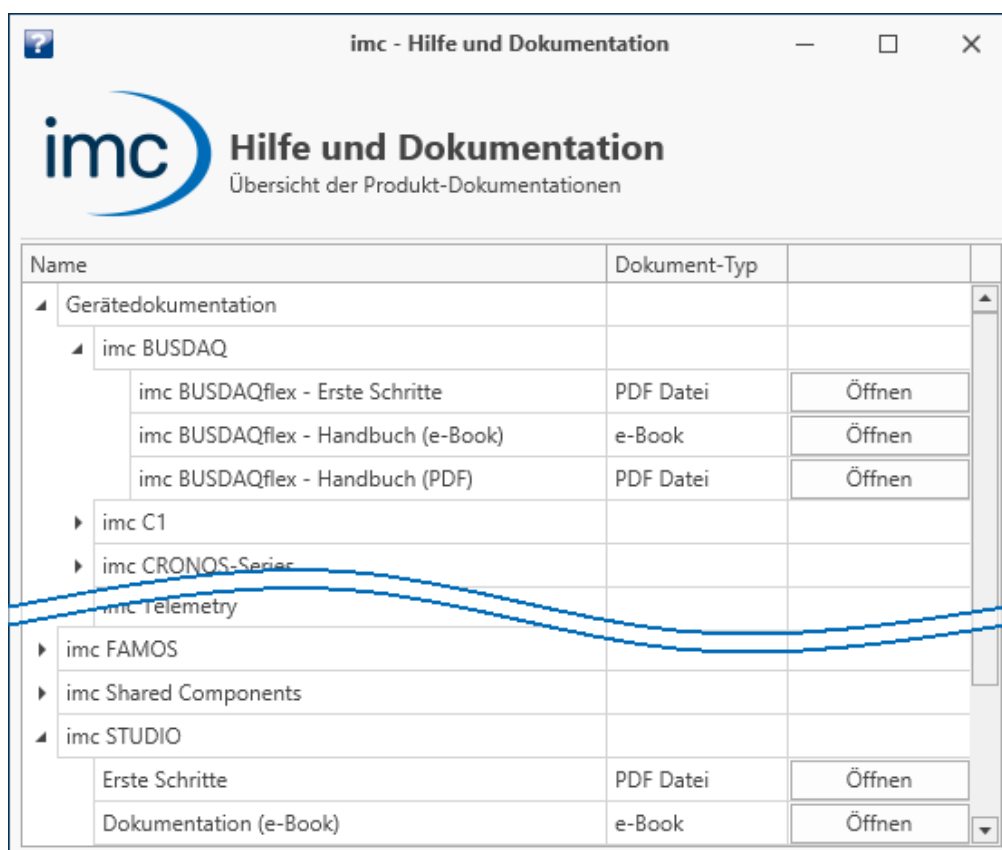 imc - Hilfe und Dokumentation
imc
Hilfe und Dokumentation
Übersicht der Produkt-Dokumentationen
Name Dokument-Typ
Gerätedokumentation
imc BUSDAQ
imc BUSDAQflex - Erste Schritte PDF Datei Öffnen
imc BUSDAQflex - Handbuch (e-Book) e-Book Öffnen
imc BUSDAQflex - Handbuch (PDF) PDF Datei Öffnen
imc C1
imc CRONOS-Series
imc Telemetry
imc FAMOS
imc Shared Components
imc STUDIO
Erste Schritte PDF Datei Öffnen
Dokumentation (e-Book) e-Book Öffnen